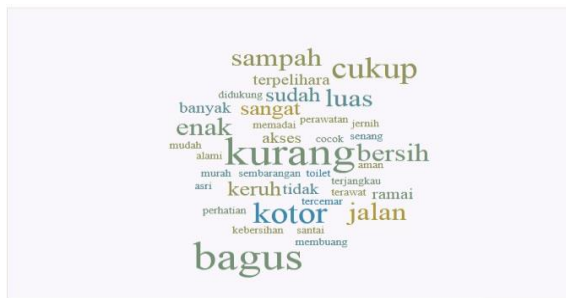 sampah cukup
terpelihara
didukung sudah luas
banyak sangat
enak memadai perawatan jernih
akses cocok senang
mudah kurang bersih
alami aman
murah sembarangan toilet
asri keruh tidak terjangkau
tercemar terawat ramai
perhatian kotor jalan
kebersihan santai
membuang
bagus